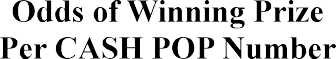 Odds of Winning Prize
Per CASH POP Number